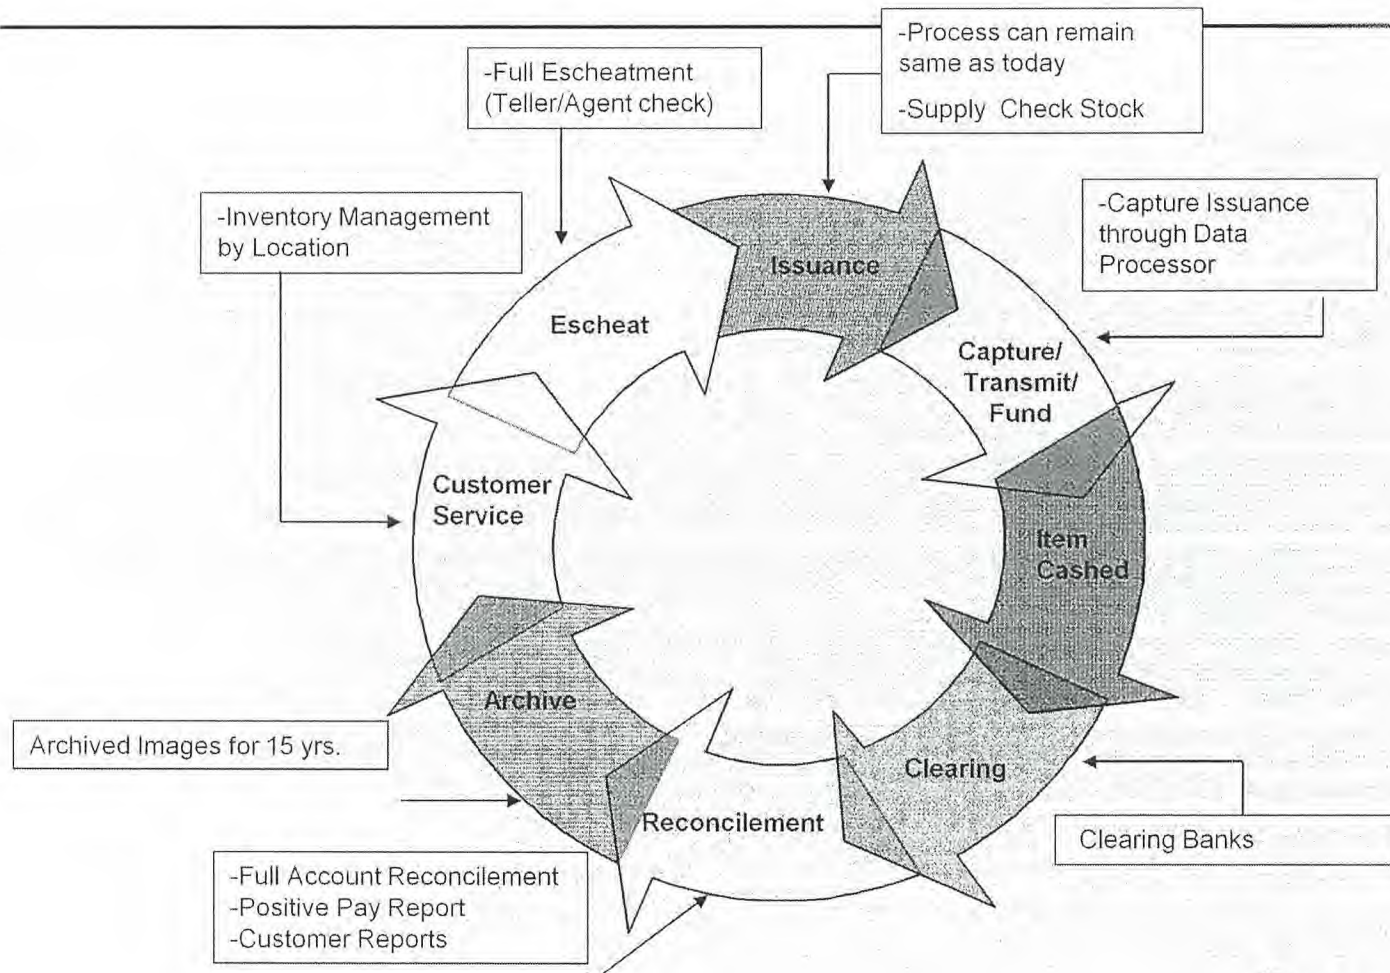 -Process can remain
same as today
-Supply Check Stock
-Full Escheatment
(Teller/Agent check)
-Inventory Management
by Location
-Capture Issuance
through Data
Processor
Issuance
Escheat
Capture/
Transmit/
Fund
Customer
Service
Item
Cashed
Archive
Clearing
Reconcilement
Archived Images for 15 yrs.
Clearing Banks
-Full Account Reconcilement
-Positive Pay Report
-Customer Reports